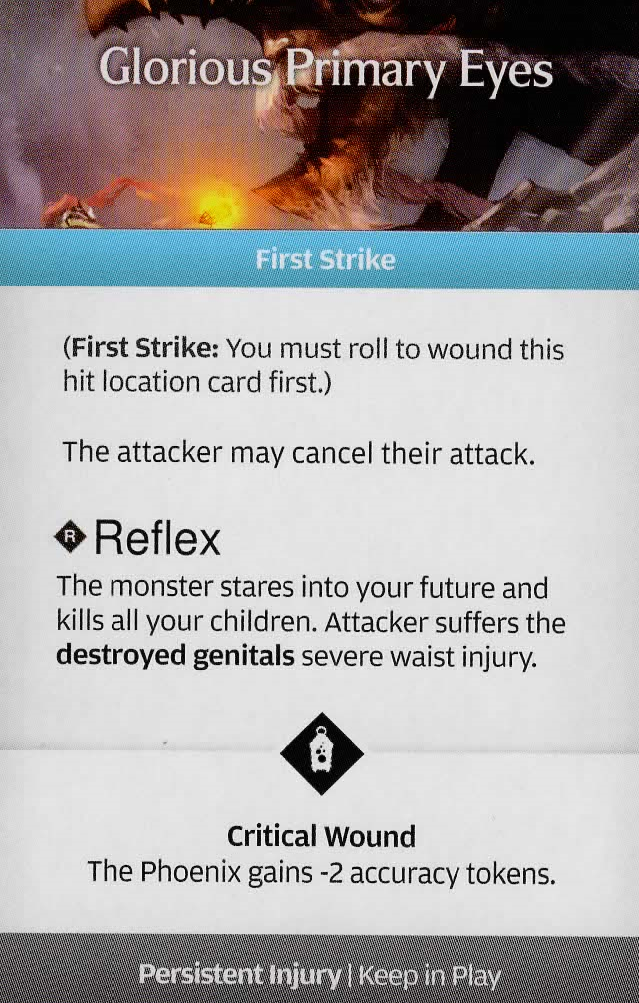 Glorious Primary Eyes
First Strike
(First Strike: You must roll to wound this
hit location card first.)
The attacker may cancel their attack.
R Reflex
The monster stares into your future and
kills all your children. Attacker suffers the
destroyed genitals severe waist injury.
Critical Wound
The Phoenix gains -2 accuracy tokens.
Persistent Injury | Keep in Play